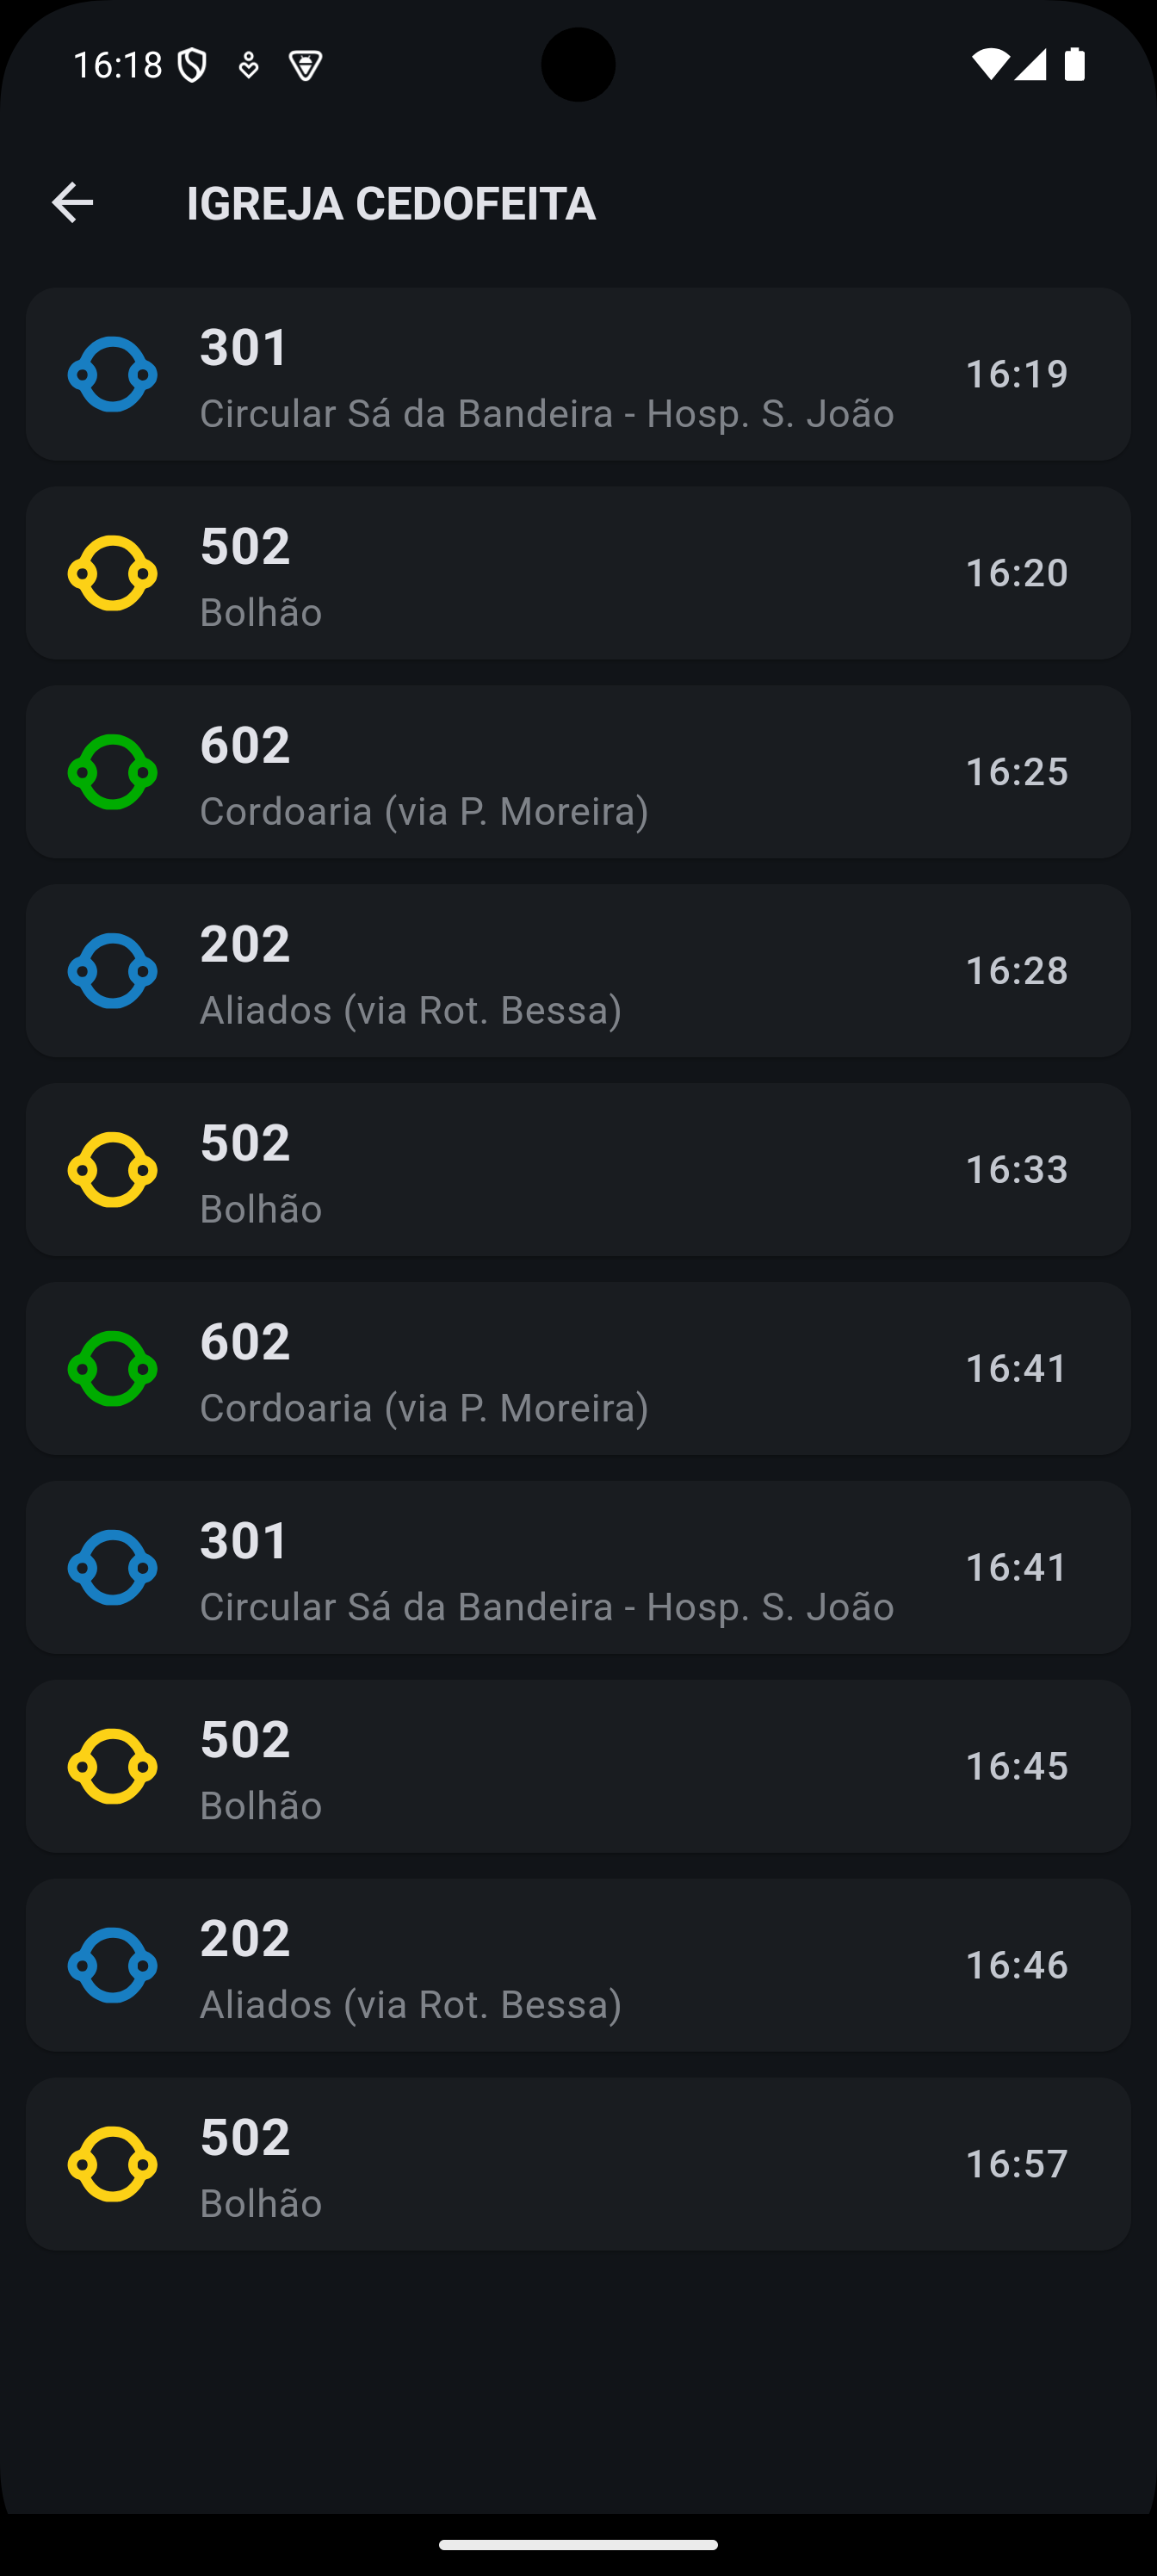 16:18
IGREJA CEDOFEITA
301
Circular Sá da Bandeira - Hosp. S. João
16:19
502
Bolhão
16:20
602
Cordoaria (via P. Moreira)
16:25
202
Aliados (via Rot. Bessa)
16:28
502
Bolhão
16:33
602
Cordoaria (via P. Moreira)
16:41
301
Circular Sá da Bandeira - Hosp. S. João
16:41
502
Bolhão
16:45
202
Aliados (via Rot. Bessa)
16:46
502
Bolhão
16:57